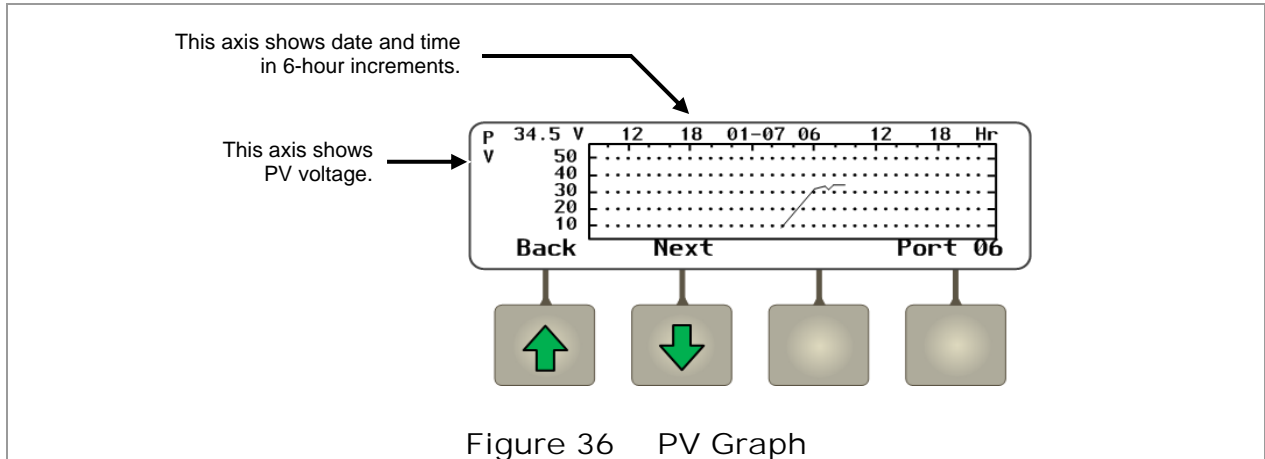 This axis shows date and time
in 6-hour increments.
This axis shows
PV voltage.
P 34.5 V 12 18 01-07 06 12 18 Hr
V
50
40
30
20
10
Back Next Port 06
Figure 36 PV Graph